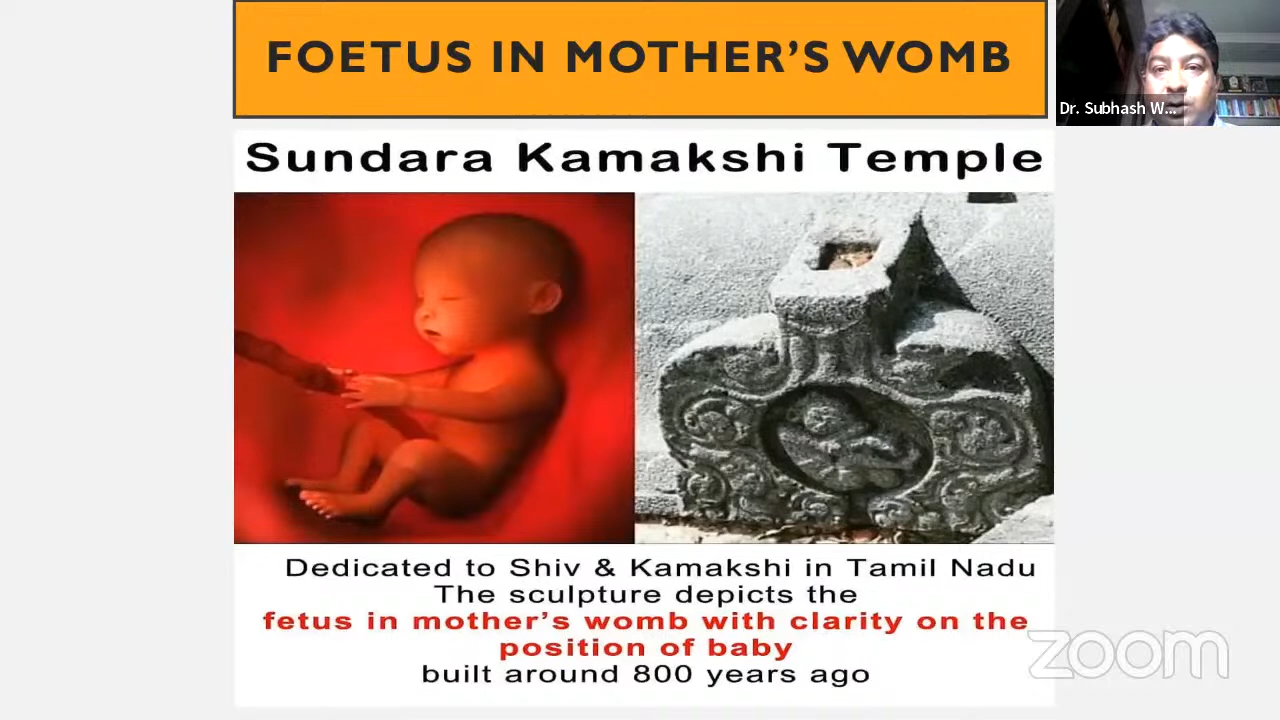 FOETUS IN MOTHER'S WOMB
Dr. Subhash W...
Sundara Kamakshi Temple
Dedicated to Shiv & Kamakshi in Tamil Nadu
The sculpture depicts the
fetus in mother's womb with clarity on the
position of baby
built around 800 years ago
zoom